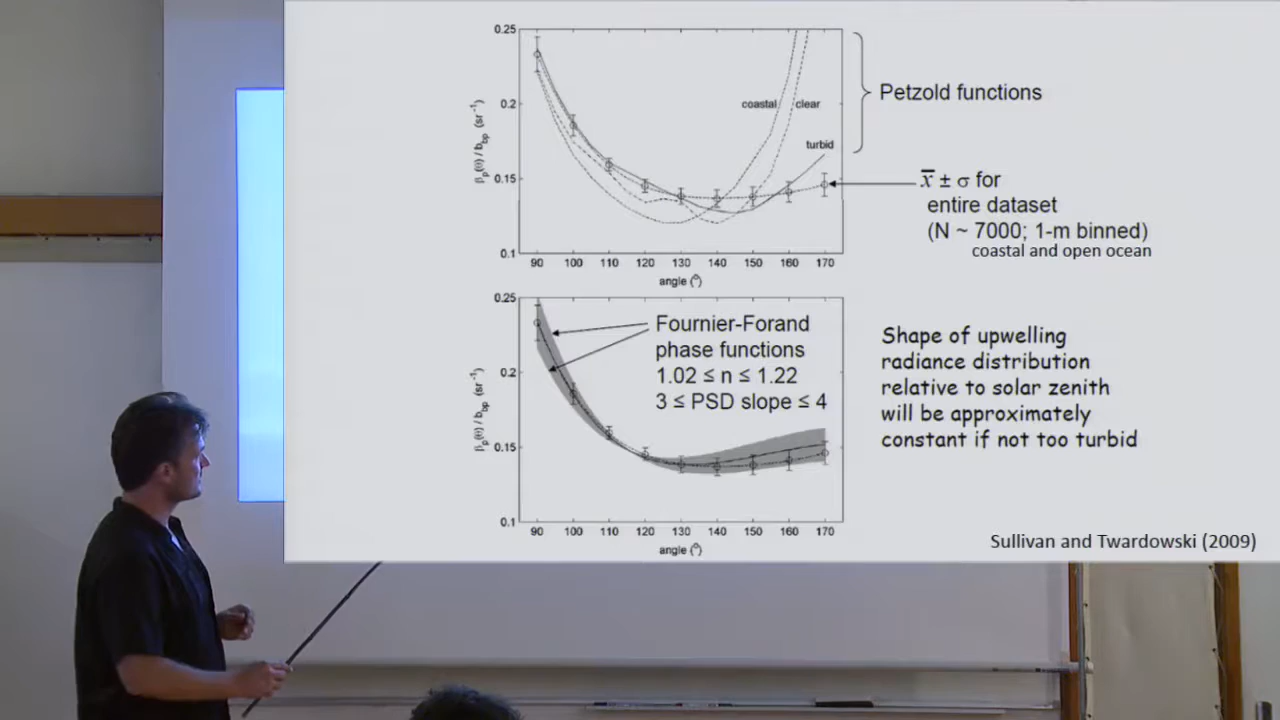 0.25
0.2
0.15
0.1
βp(θ) / bbp (sr⁻¹)
coastal
clear
turbid
90 100 110 120 130 140 150 160 170
angle (°)
Petzold functions
x̅ ± σ for
entire dataset
(N ~ 7000; 1-m binned)
coastal and open ocean
0.25
0.2
0.15
0.1
βp(θ) / bbp (sr⁻¹)
Fournier-Forand
phase functions
1.02 ≤ n ≤ 1.22
3 ≤ PSD slope ≤ 4
90 100 110 120 130 140 150 160 170
angle (°)
Shape of upwelling
radiance distribution
relative to solar zenith
will be approximately
constant if not too turbid
Sullivan and Twardowski (2009)